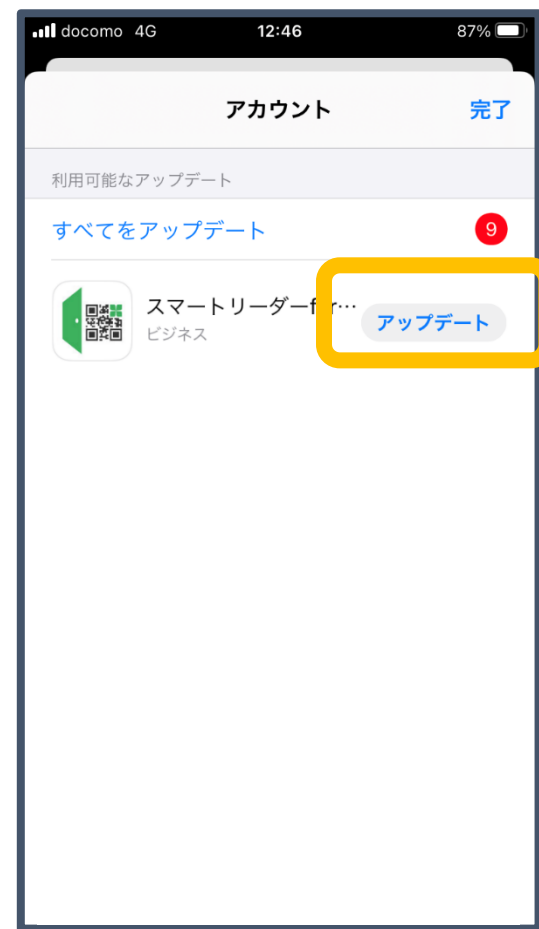 docomo 4G 12:46 87%
アカウント 完了
利用可能なアップデート
すべてをアップデート 9
スマートリーダーfor…
ビジネス
アップデート